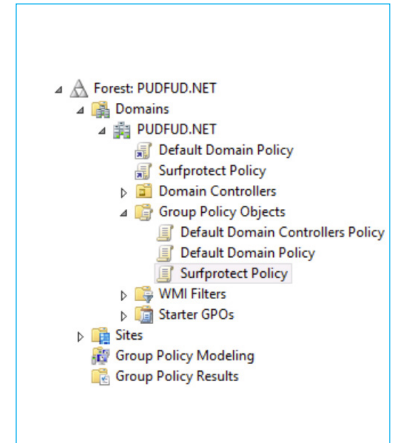 Forest: PUDFUD.NET
Domains
PUDFUD.NET
Default Domain Policy
Surfprotect Policy
Domain Controllers
Group Policy Objects
Default Domain Controllers Policy
Default Domain Policy
Surfprotect Policy
WMI Filters
Starter GPOs
Sites
Group Policy Modeling
Group Policy Results